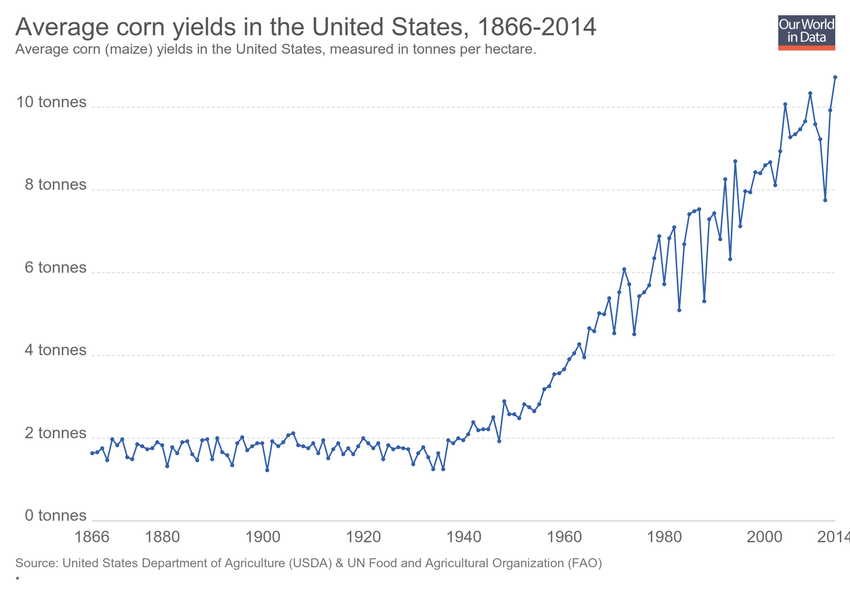 Average corn yields in the United States, 1866-2014
Our World
in Data
Average corn (maize) yields in the United States, measured in tonnes per hectare.
10 tonnes
8 tonnes
6 tonnes
4 tonnes
2 tonnes
0 tonnes
1866 1880 1900 1920 1940 1960 1980 2000 2014
Source: United States Department of Agriculture (USDA) & UN Food and Agricultural Organization (FAO)
•